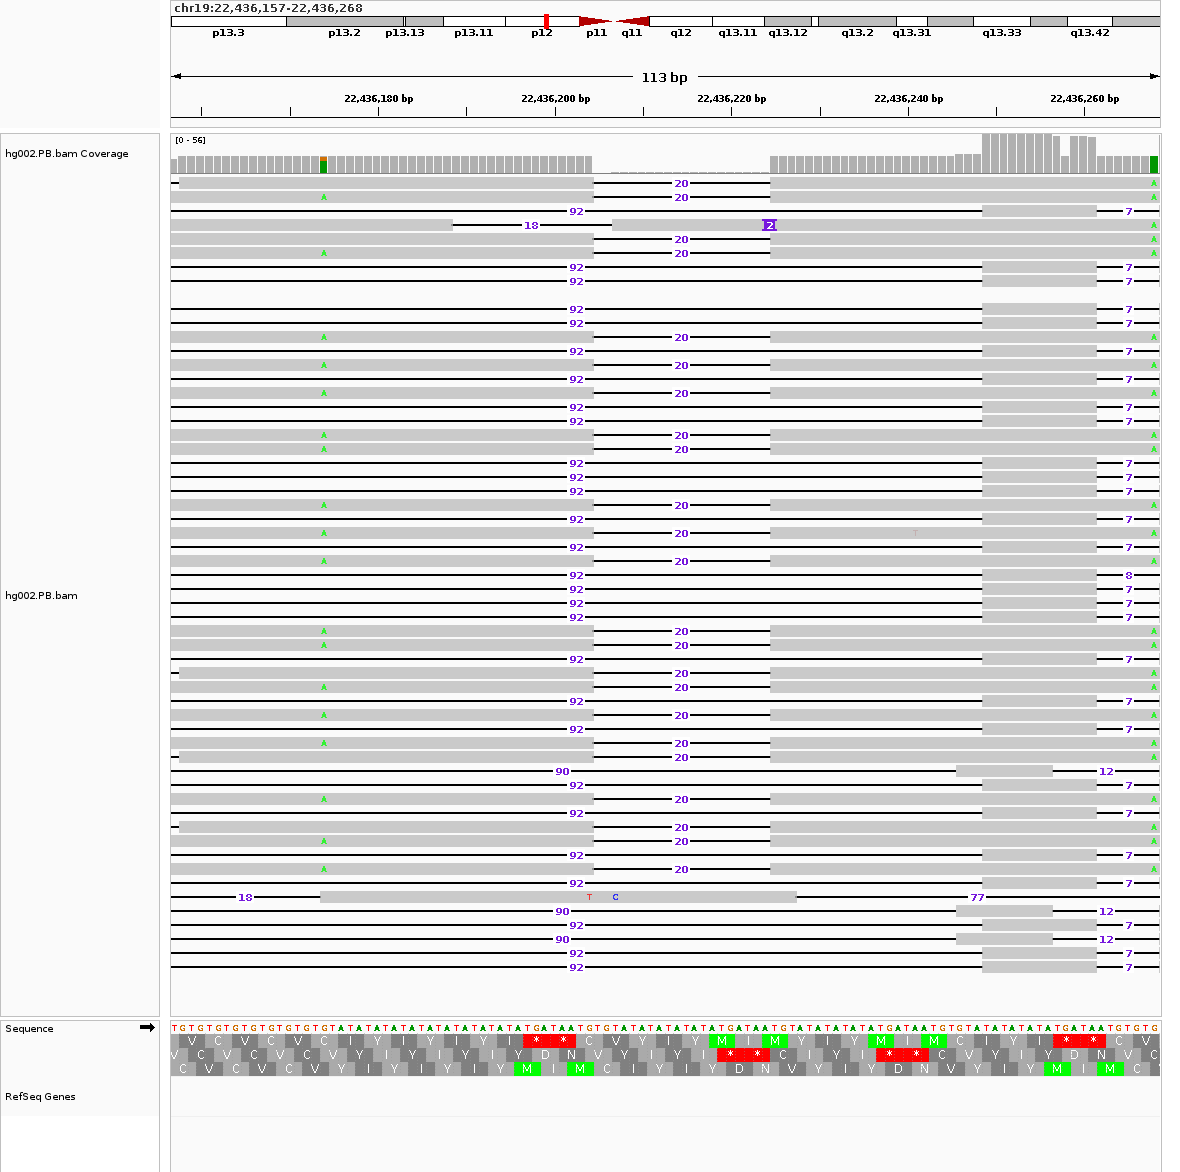 chr19:22,436,157-22,436,268
p13.3 p13.2 p13.13 p13.11 p12 p11 q11 q12 q13.11 q13.12 q13.2 q13.31 q13.33 q13.42
113 bp
22,436,180 bp 22,436,200 bp 22,436,220 bp 22,436,240 bp 22,436,260 bp
[0 - 56]
hg002.PB.bam Coverage
20 A
A 20 A
92 7
18 2 A
20 A
A 20 A
92 7
92 7
92 7
92 7
A 20 A
92 7
A 20 A
92 7
A 20 A
92 7
92 7
A 20 A
A 20 A
92 7
92 7
92 7
A 20 A
92 7
A 20 T A
92 7
A 20 A
92 8
92 7
hg002.PB.bam
92 7
92 7
A 20 A
A 20 A
92 7
20 A
A 20 A
92 7
A 20 A
92 7
A 20 A
20 A
90 12
92 7
A 20 A
92 7
20 A
A 20 A
92 7
A 20 A
92 7
18 T C 77
90 12
92 7
90 12
92 7
92 7
Sequence
TGTGTGTGTGTGTGTGTGTATATATATATATATATATATATGATAATGTGTATATATATATATGATAATGTATATATATATGATAATGTGTATATATATATGATAATGTGTG
V C V C V C I Y I Y I Y I * * C V Y I Y M I M Y I Y M I M C I Y I * * C V
V C V C V C V Y I Y I Y I Y D N V Y I Y I * * C I Y I * * C V Y I Y D N V C
C V C V C V Y I Y I Y I Y M I M C I Y I Y D N V Y I Y D N V Y I Y M I M C
RefSeq Genes